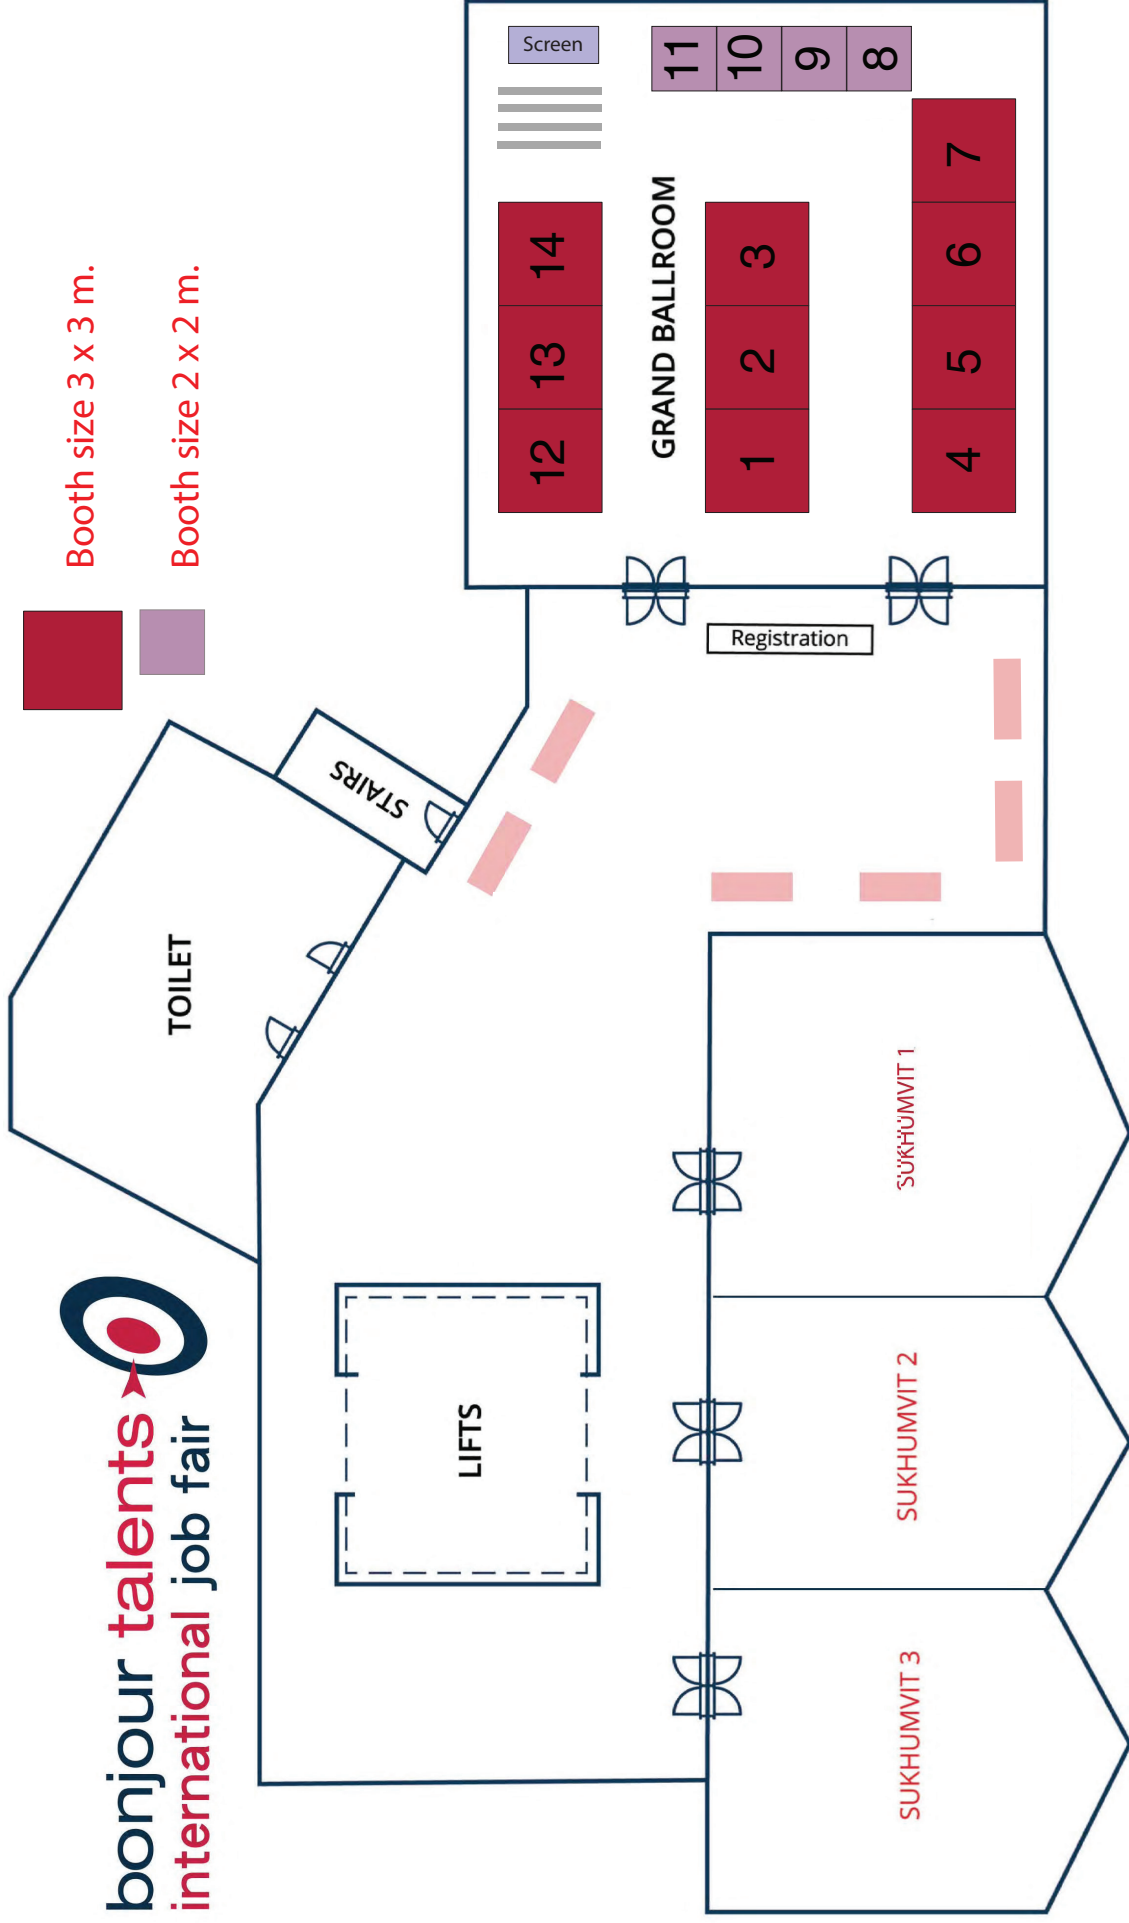 bonjour talents
international job fair
Booth size 3 x 3 m.
Booth size 2 x 2 m.
TOILET
STAIRS
LIFTS
Registration
GRAND BALLROOM
Screen
12 13 14
11
10
9
8
1 2 3
4 5 6 7
SUKHUMVIT 3
SUKHUMVIT 2
SUKHUMVIT 1